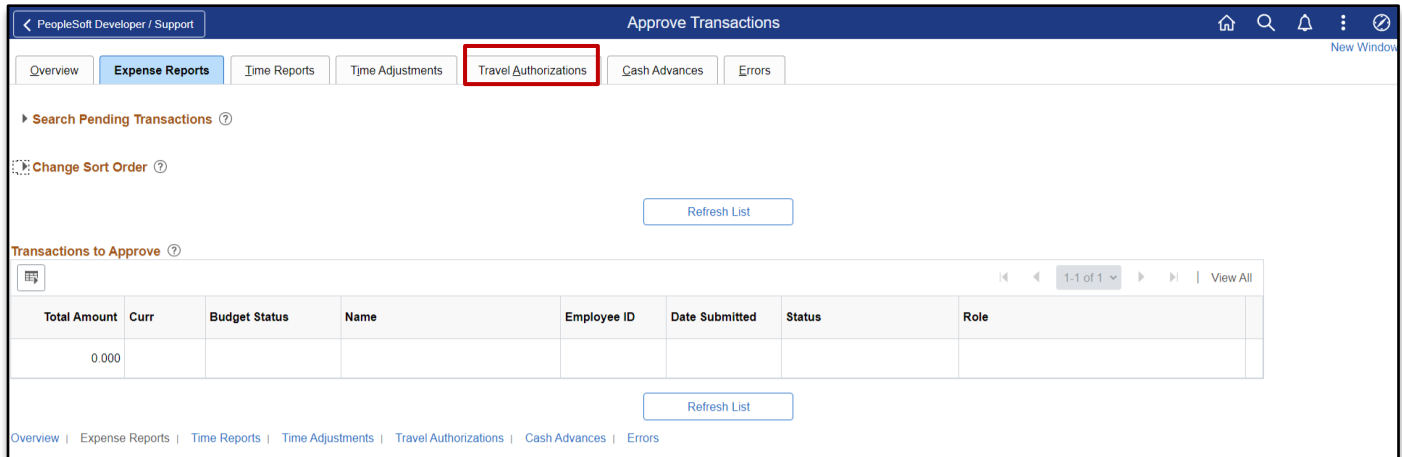 PeopleSoft Developer / Support
Approve Transactions
New Window
Overview
Expense Reports
Time Reports
Time Adjustments
Travel Authorizations
Cash Advances
Errors
Search Pending Transactions ?
Change Sort Order ?
Refresh List
Transactions to Approve ?
1-1 of 1 | View All
Total Amount Curr Budget Status Name Employee ID Date Submitted Status Role
0.000
Refresh List
Overview | Expense Reports | Time Reports | Time Adjustments | Travel Authorizations | Cash Advances | Errors